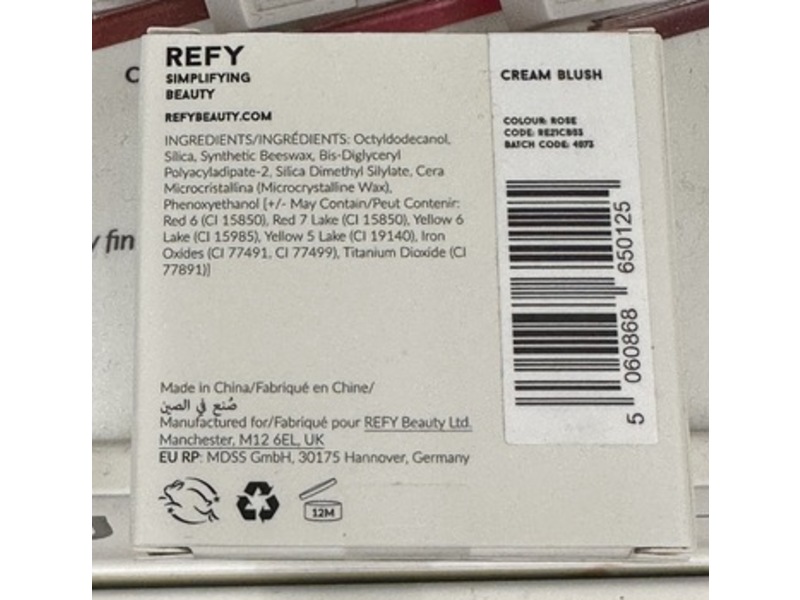 REFY
SIMPLIFYING
BEAUTY
REFYBEAUTY.COM
INGREDIENTS/INGRÉDIENTS: Octyldodecanol,
Silica, Synthetic Beeswax, Bis-Diglyceryl
Polyacyladipate-2, Silica Dimethyl Silylate, Cera
Microcristallina (Microcrystalline Wax),
Phenoxyethanol [+/- May Contain/Peut Contenir:
Red 6 (CI 15850), Red 7 Lake (CI 15850), Yellow 6
Lake (CI 15985), Yellow 5 Lake (CI 19140), Iron
Oxides (CI 77491, CI 77499), Titanium Dioxide (CI
77891)]
Made in China/Fabriqué en Chine/
صُنع في الصين
Manufactured for/Fabriqué pour REFY Beauty Ltd.
Manchester, M12 6EL, UK
EU RP: MDSS GmbH, 30175 Hannover, Germany
12M
CREAM BLUSH
COLOUR: ROSE
CODE: RE21CBS3
BATCH CODE: 4073
5 060868 650125
C
y fin